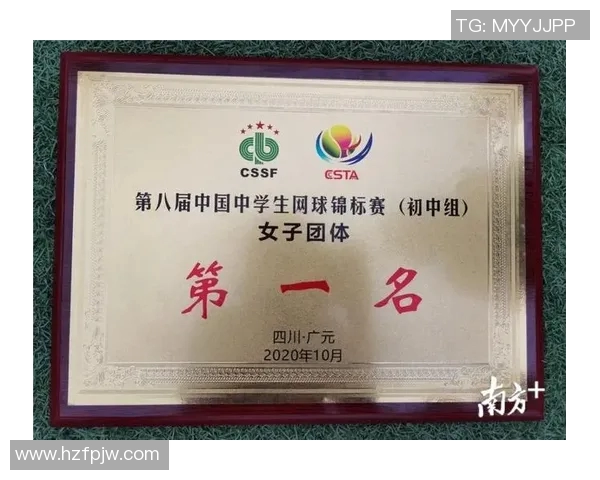 TG: MYYJJPP
CSSF
CSTA
第八届中国中学生网球锦标赛（初中组）
女子团体
第一名
四川·广元
2020年10月
南方+
www.hzfpjw.com